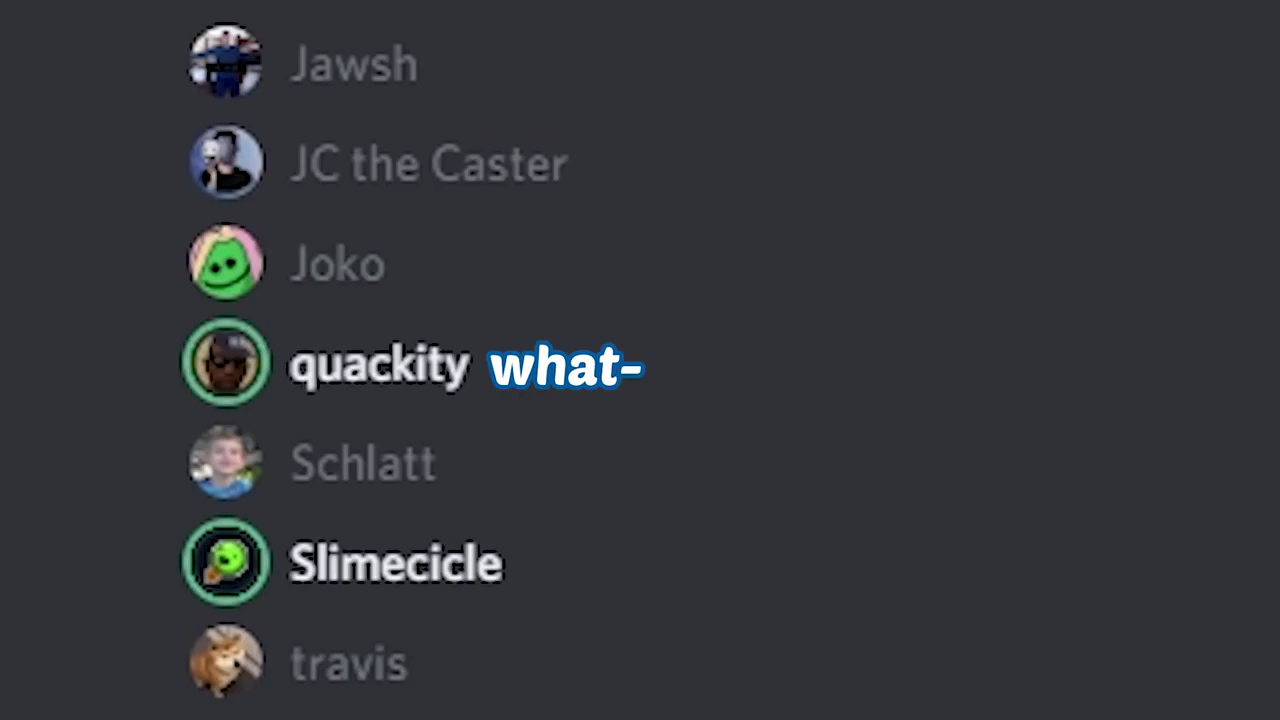 Jawsh
JC the Caster
Joko
quackity what-
Schlatt
Slimecicle
travis